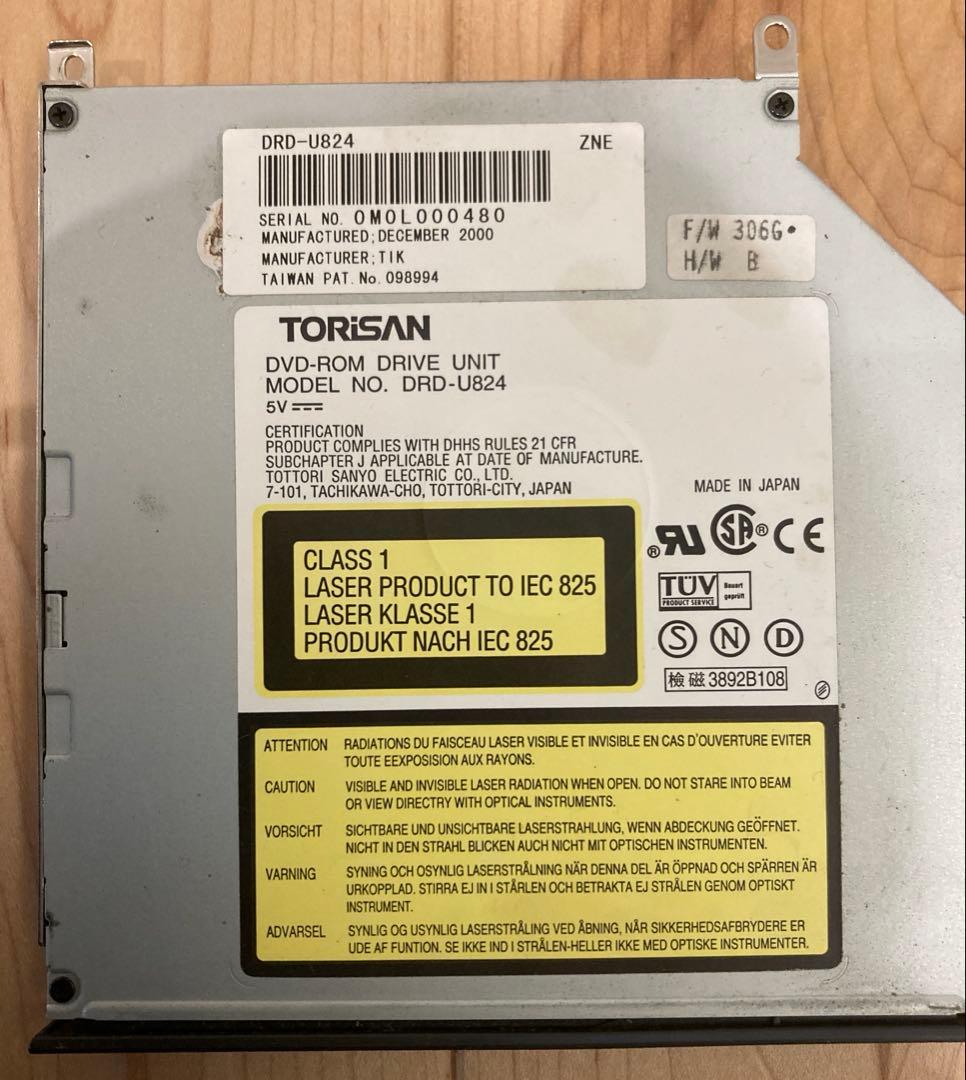 DRD-U824 ZNE
SERIAL NO. 0M0L000480
MANUFACTURED;DECEMBER 2000
MANUFACTURER;TIK
TAIWAN PAT.No.098994
F/W 306G•
H/W B
TORiSAN
DVD-ROM DRIVE UNIT
MODEL NO. DRD-U824
5V
CERTIFICATION
PRODUCT COMPLIES WITH DHHS RULES 21 CFR
SUBCHAPTER J APPLICABLE AT DATE OF MANUFACTURE.
TOTTORI SANYO ELECTRIC CO., LTD.
7-101, TACHIKAWA-CHO, TOTTORI-CITY, JAPAN
MADE IN JAPAN
CLASS 1
LASER PRODUCT TO IEC 825
LASER KLASSE 1
PRODUKT NACH IEC 825
®RU SA® CE
TÜV Bauart
PRODUCT SERVICE geprüft
S N D
檢磁 3892B108
ATTENTION RADIATIONS DU FAISCEAU LASER VISIBLE ET INVISIBLE EN CAS D'OUVERTURE EVITER
TOUTE EEXPOSISION AUX RAYONS.
CAUTION VISIBLE AND INVISIBLE LASER RADIATION WHEN OPEN. DO NOT STARE INTO BEAM
OR VIEW DIRECTRY WITH OPTICAL INSTRUMENTS.
VORSICHT SICHTBARE UND UNSICHTBARE LASERSTRAHLUNG, WENN ABDECKUNG GEÖFFNET.
NICHT IN DEN STRAHL BLICKEN AUCH NICHT MIT OPTISCHEN INSTRUMENTEN.
VARNING SYNING OCH OSYNLIG LASERSTRÅLNING NÄR DENNA DEL ÄR ÖPPNAD OCH SPÄRREN ÄR
URKOPPLAD. STIRRA EJ IN I STÅRLEN OCH BETRAKTA EJ STRÅLEN GENOM OPTISKT
INSTRUMENT.
ADVARSEL SYNLIG OG USYNLIG LASERSTRÅLING VED ÅBNING, NÅR SIKKERHEDSAFBRYDERE ER
UDE AF FUNTION. SE IKKE IND I STRÅLEN-HELLER IKKE MED OPTISKE INSTRUMENTER.